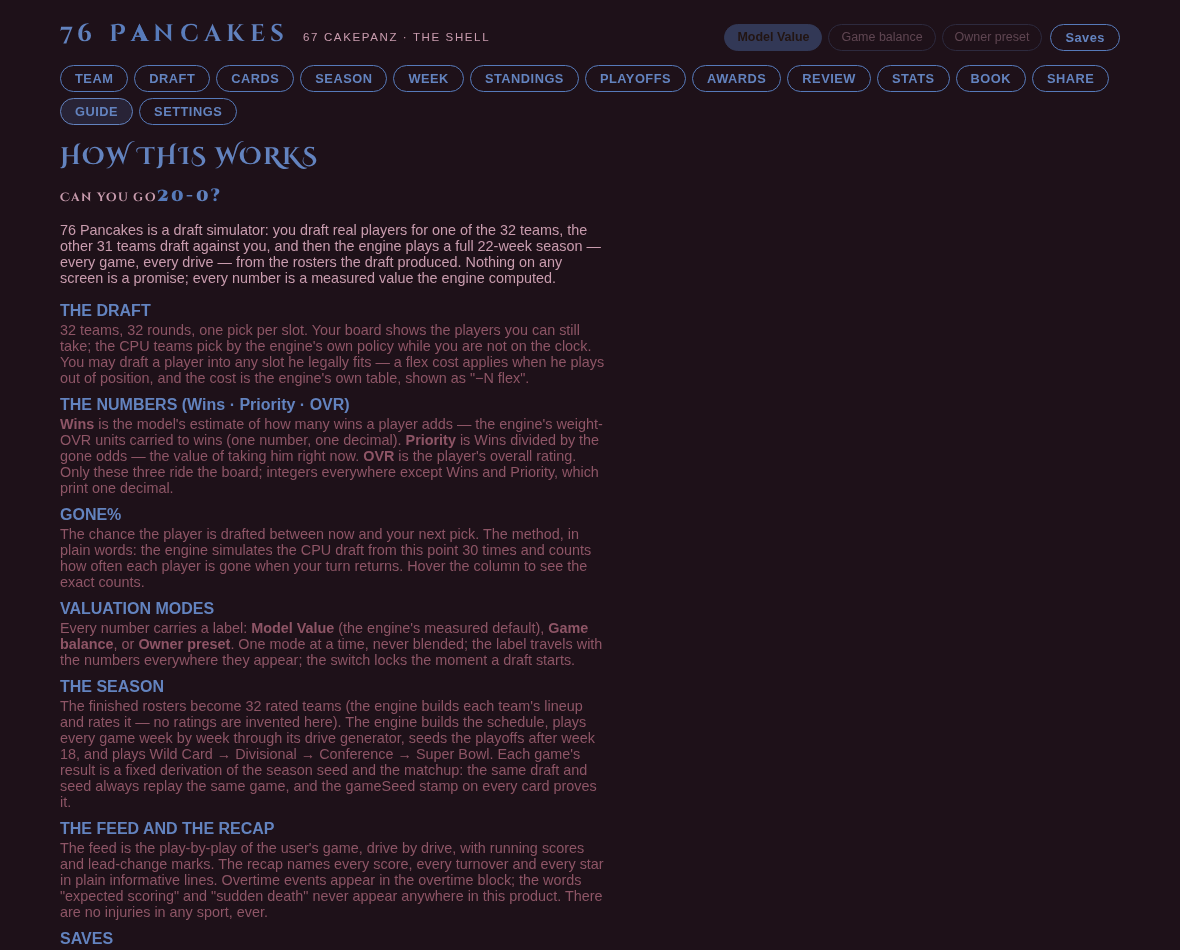 76 Pancakes 67 CAKEPANZ · THE SHELL Model Value Game balance Owner preset Saves
TEAM DRAFT CARDS SEASON WEEK STANDINGS PLAYOFFS AWARDS REVIEW STATS BOOK SHARE
GUIDE SETTINGS
HOW THIS WORKS
CAN YOU GO 20-0?
76 Pancakes is a draft simulator: you draft real players for one of the 32 teams, the
other 31 teams draft against you, and then the engine plays a full 22-week season —
every game, every drive — from the rosters the draft produced. Nothing on any
screen is a promise; every number is a measured value the engine computed.
THE DRAFT
32 teams, 32 rounds, one pick per slot. Your board shows the players you can still
take; the CPU teams pick by the engine's own policy while you are not on the clock.
You may draft a player into any slot he legally fits — a flex cost applies when he plays
out of position, and the cost is the engine's own table, shown as "−N flex".
THE NUMBERS (Wins · Priority · OVR)
Wins is the model's estimate of how many wins a player adds — the engine's weight-
OVR units carried to wins (one number, one decimal). Priority is Wins divided by the
gone odds — the value of taking him right now. OVR is the player's overall rating.
Only these three ride the board; integers everywhere except Wins and Priority, which
print one decimal.
GONE%
The chance the player is drafted between now and your next pick. The method, in
plain words: the engine simulates the CPU draft from this point 30 times and counts
how often each player is gone when your turn returns. Hover the column to see the
exact counts.
VALUATION MODES
Every number carries a label: Model Value (the engine's measured default), Game
balance, or Owner preset. One mode at a time, never blended; the label travels with
the numbers everywhere they appear; the switch locks the moment a draft starts.
THE SEASON
The finished rosters become 32 rated teams (the engine builds each team's lineup
and rates it — no ratings are invented here). The engine builds the schedule, plays
every game week by week through its drive generator, seeds the playoffs after week
18, and plays Wild Card → Divisional → Conference → Super Bowl. Each game's
result is a fixed derivation of the season seed and the matchup: the same draft and
seed always replay the same game, and the gameSeed stamp on every card proves
it.
THE FEED AND THE RECAP
The feed is the play-by-play of the user's game, drive by drive, with running scores
and lead-change marks. The recap names every score, every turnover and every star
in plain informative lines. Overtime events appear in the overtime block; the words
"expected scoring" and "sudden death" never appear anywhere in this product. There
are no injuries in any sport, ever.
SAVES